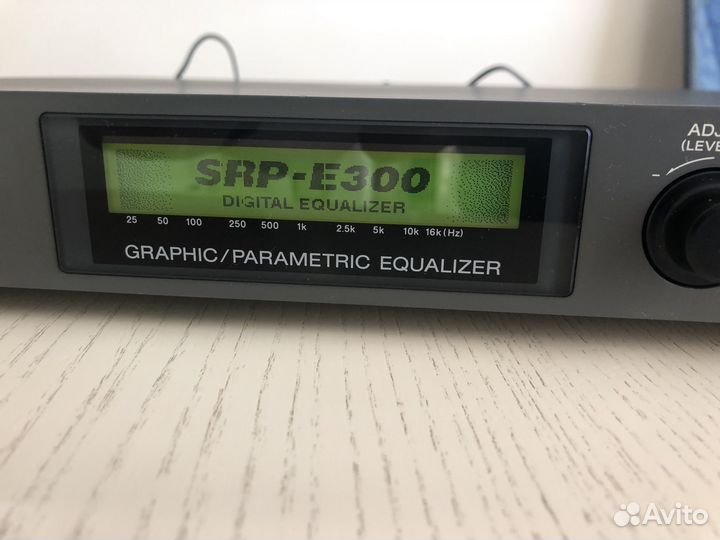 SRP-E300
DIGITAL EQUALIZER
25 50 100 250 500 1k 2.5k 5k 10k 16k(Hz)
GRAPHIC/PARAMETRIC EQUALIZER
ADJ
(LEVE
−
Avito